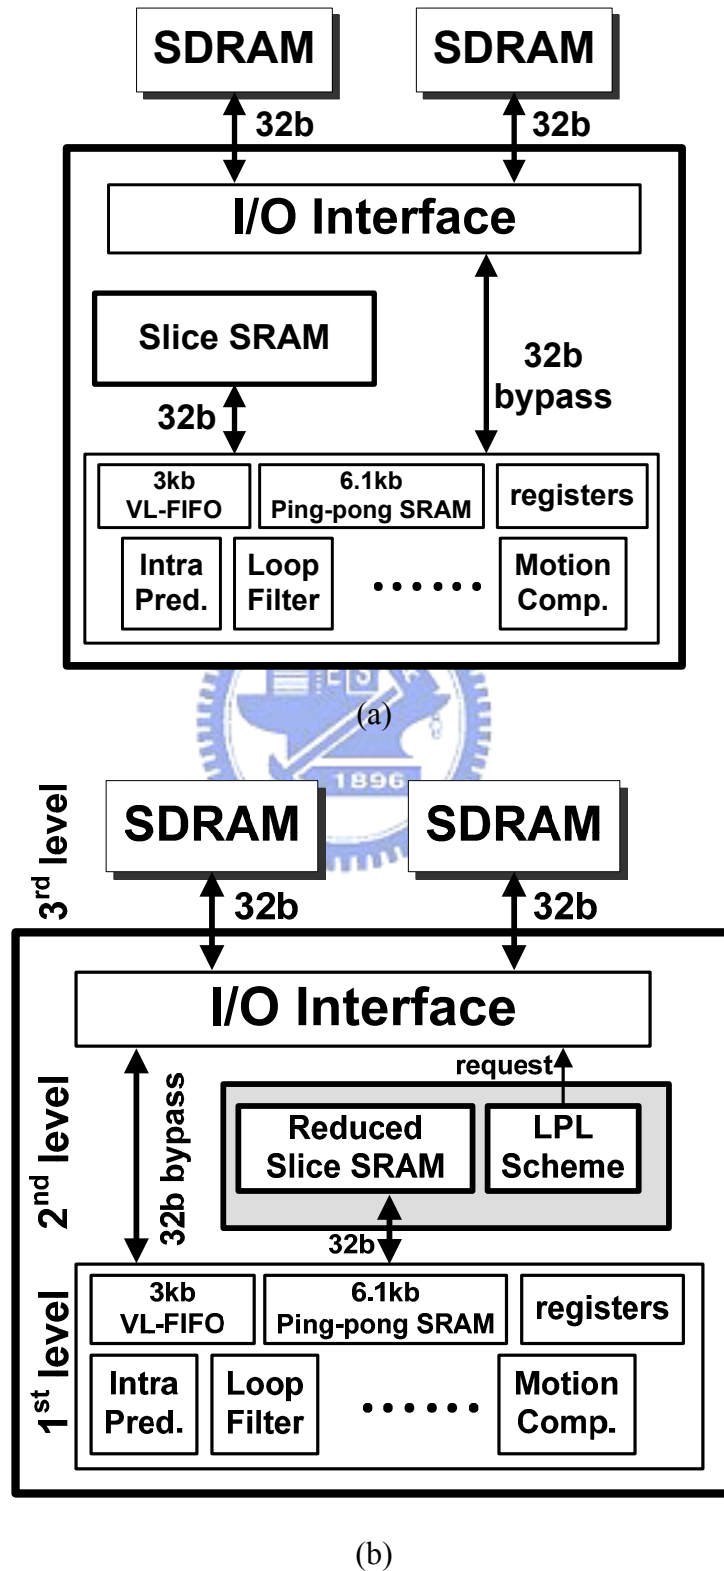 SDRAM SDRAM
32b 32b
I/O Interface
Slice SRAM
32b
bypass
32b
3kb
VL-FIFO
6.1kb
Ping-pong SRAM
registers
Intra
Pred.
Loop
Filter
......
Motion
Comp.
(a)
1896
3rd level
SDRAM SDRAM
32b 32b
I/O Interface
request
2nd level
32b bypass
Reduced
Slice SRAM
LPL
Scheme
32b
1st level
3kb
VL-FIFO
6.1kb
Ping-pong SRAM
registers
Intra
Pred.
Loop
Filter
......
Motion
Comp.
(b)